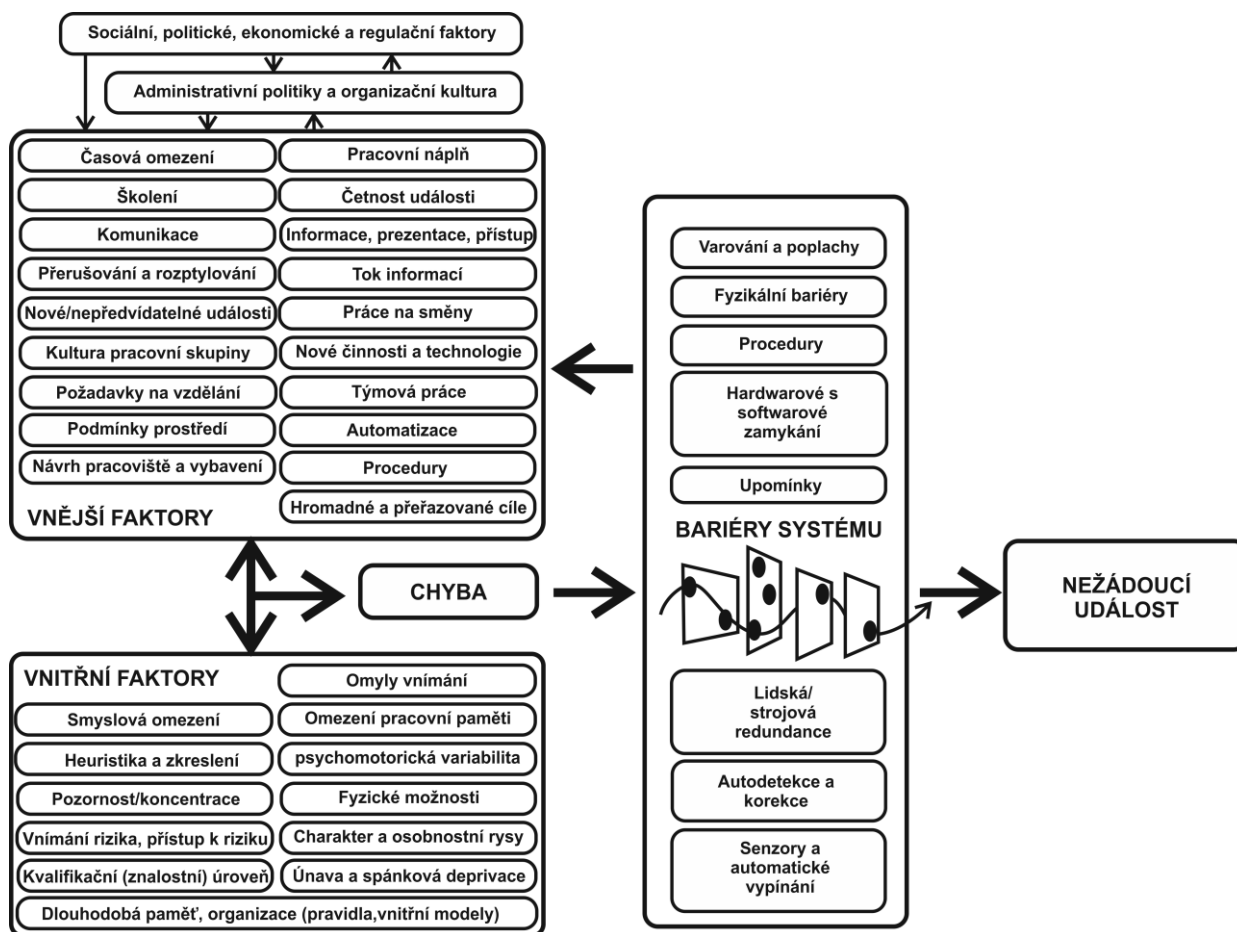 Sociální, politické, ekonomické a regulační faktory
Administrativní politiky a organizační kultura
Časová omezení
Školení
Komunikace
Přerušování a rozptylování
Nové/nepředvídatelné události
Kultura pracovní skupiny
Požadavky na vzdělání
Podmínky prostředí
Návrh pracoviště a vybavení
VNĚJŠÍ FAKTORY
Pracovní náplň
Četnost události
Informace, prezentace, přístup
Tok informací
Práce na směny
Nové činnosti a technologie
Týmová práce
Automatizace
Procedury
Hromadné a přeřazované cíle
CHYBA
VNITŘNÍ FAKTORY
Smyslová omezení
Heuristika a zkreslení
Pozornost/koncentrace
Vnímání rizika, přístup k riziku
Kvalifikační (znalostní) úroveň
Omyly vnímání
Omezení pracovní paměti
psychomotorická variabilita
Fyzické možnosti
Charakter a osobnostní rysy
Únava a spánková deprivace
Dlouhodobá paměť, organizace (pravidla,vnitřní modely)
Varování a poplachy
Fyzikální bariéry
Procedury
Hardwarové s
softwarové
zamykání
Upomínky
BARIÉRY SYSTÉMU
Lidská/
strojová
redundance
Autodetekce a
korekce
Senzory a
automatické
vypínání
NEŽÁDOUCÍ
UDÁLOST